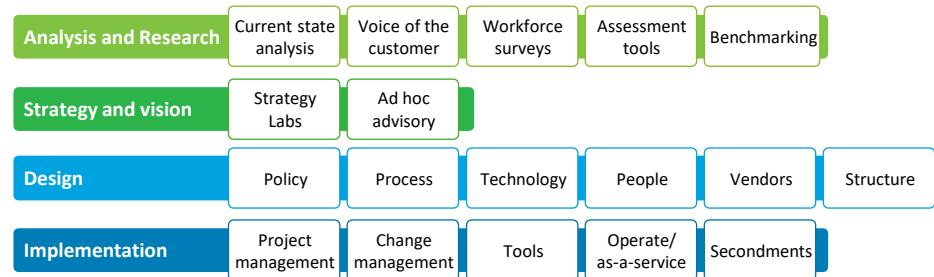 Analysis and Research
Current state
analysis
Voice of the
customer
Workforce
surveys
Assessment
tools
Benchmarking
Strategy and vision
Strategy
Labs
Ad hoc
advisory
Design
Policy
Process
Technology
People
Vendors
Structure
Implementation
Project
management
Change
management
Tools
Operate/
as-a-service
Secondments